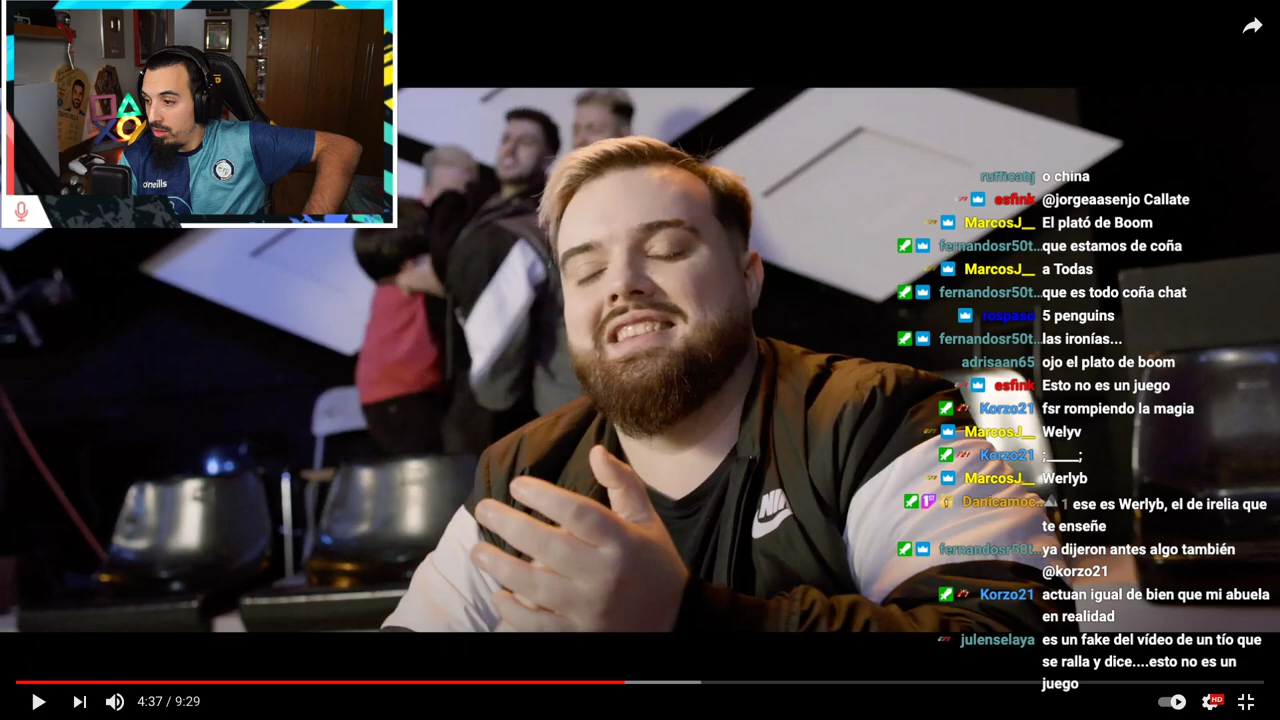 o'neills
rufficabj o china
esfink @jorgeaasenjo Callate
MarcosJ__ El plató de Boom
fernandosr50t... que estamos de coña
MarcosJ__ a Todas
fernandosr50t... que es todo coña chat
rospaso 5 penguins
fernandosr50t... las ironías...
adrisaan65 ojo el plato de boom
esfink Esto no es un juego
Korzo21 fsr rompiendo la magia
MarcosJ__ Welyv
Korzo21 ;_____;
MarcosJ__ Werlyb
1ST Danicamoc... 1 ese es Werlyb, el de irelia que
te enseñe
fernandosr50t... ya dijeron antes algo también
@korzo21
Korzo21 actuan igual de bien que mi abuela
en realidad
julenselaya es un fake del vídeo de un tío que
se ralla y dice....esto no es un
juego
4:37 / 9:29
HD